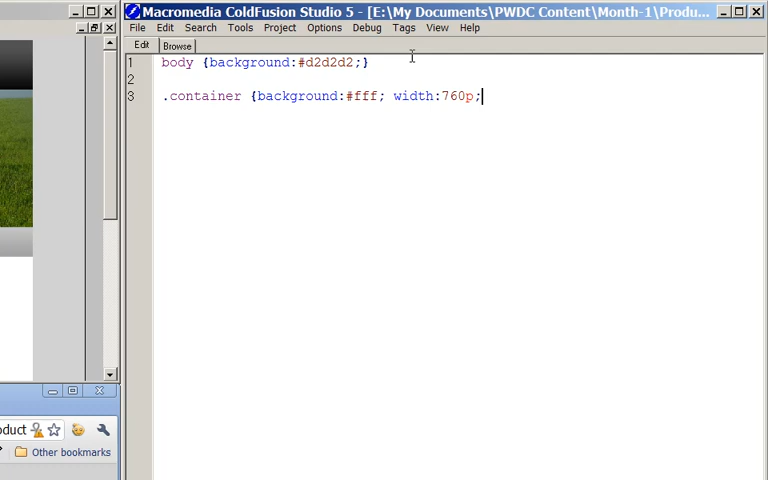 Macromedia ColdFusion Studio 5 - [E:\My Documents\PWDC Content\Month-1\Produ...
File Edit Search Tools Project Options Debug Tags View Help
Edit Browse
1 body {background:#d2d2d2;}
2
3 .container {background:#fff; width:760p;
oduct
Other bookmarks